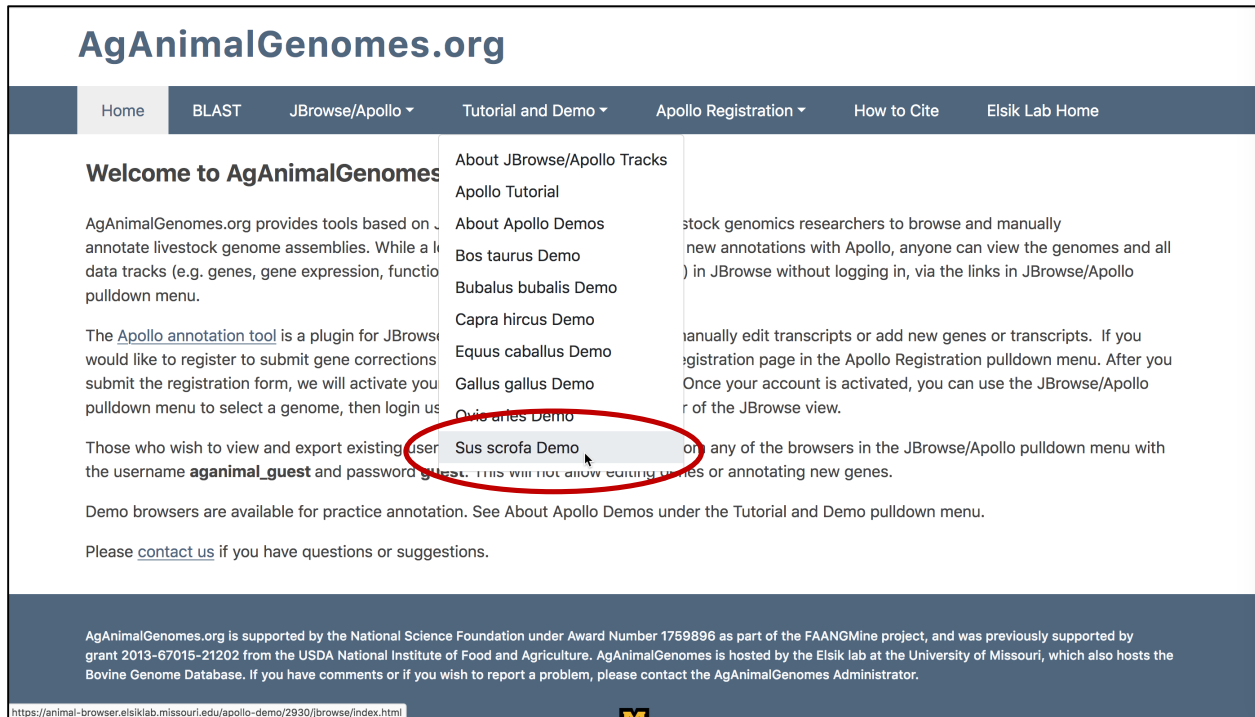 AgAnimalGenomes.org
Home BLAST JBrowse/Apollo Tutorial and Demo Apollo Registration How to Cite Elsik Lab Home
About JBrowse/Apollo Tracks
Apollo Tutorial
About Apollo Demos
Bos taurus Demo
Bubalus bubalis Demo
Capra hircus Demo
Equus caballus Demo
Gallus gallus Demo
Ovis aries Demo
Sus scrofa Demo
Welcome to AgAnimalGenomes
AgAnimalGenomes.org provides tools based on stock genomics researchers to browse and manually
annotate livestock genome assemblies. While a new annotations with Apollo, anyone can view the genomes and all
data tracks (e.g. genes, gene expression, functio ) in JBrowse without logging in, via the links in JBrowse/Apollo
pulldown menu.
The Apollo annotation tool is a plugin for JBrows anually edit transcripts or add new genes or transcripts. If you
would like to register to submit gene corrections egistration page in the Apollo Registration pulldown menu. After you
submit the registration form, we will activate you Once your account is activated, you can use the JBrowse/Apollo
pulldown menu to select a genome, then login us r of the JBrowse view.
Those who wish to view and export existing user any of the browsers in the JBrowse/Apollo pulldown menu with
the username aganimal_guest and password guest. This will not allow editing genes or annotating new genes.
Demo browsers are available for practice annotation. See About Apollo Demos under the Tutorial and Demo pulldown menu.
Please contact us if you have questions or suggestions.
AgAnimalGenomes.org is supported by the National Science Foundation under Award Number 1759896 as part of the FAANGMine project, and was previously supported by
grant 2013-67015-21202 from the USDA National Institute of Food and Agriculture. AgAnimalGenomes is hosted by the Elsik lab at the University of Missouri, which also hosts the
Bovine Genome Database. If you have comments or if you wish to report a problem, please contact the AgAnimalGenomes Administrator.
https://animal-browser.elsiklab.missouri.edu/apollo-demo/2930/jbrowse/index.html